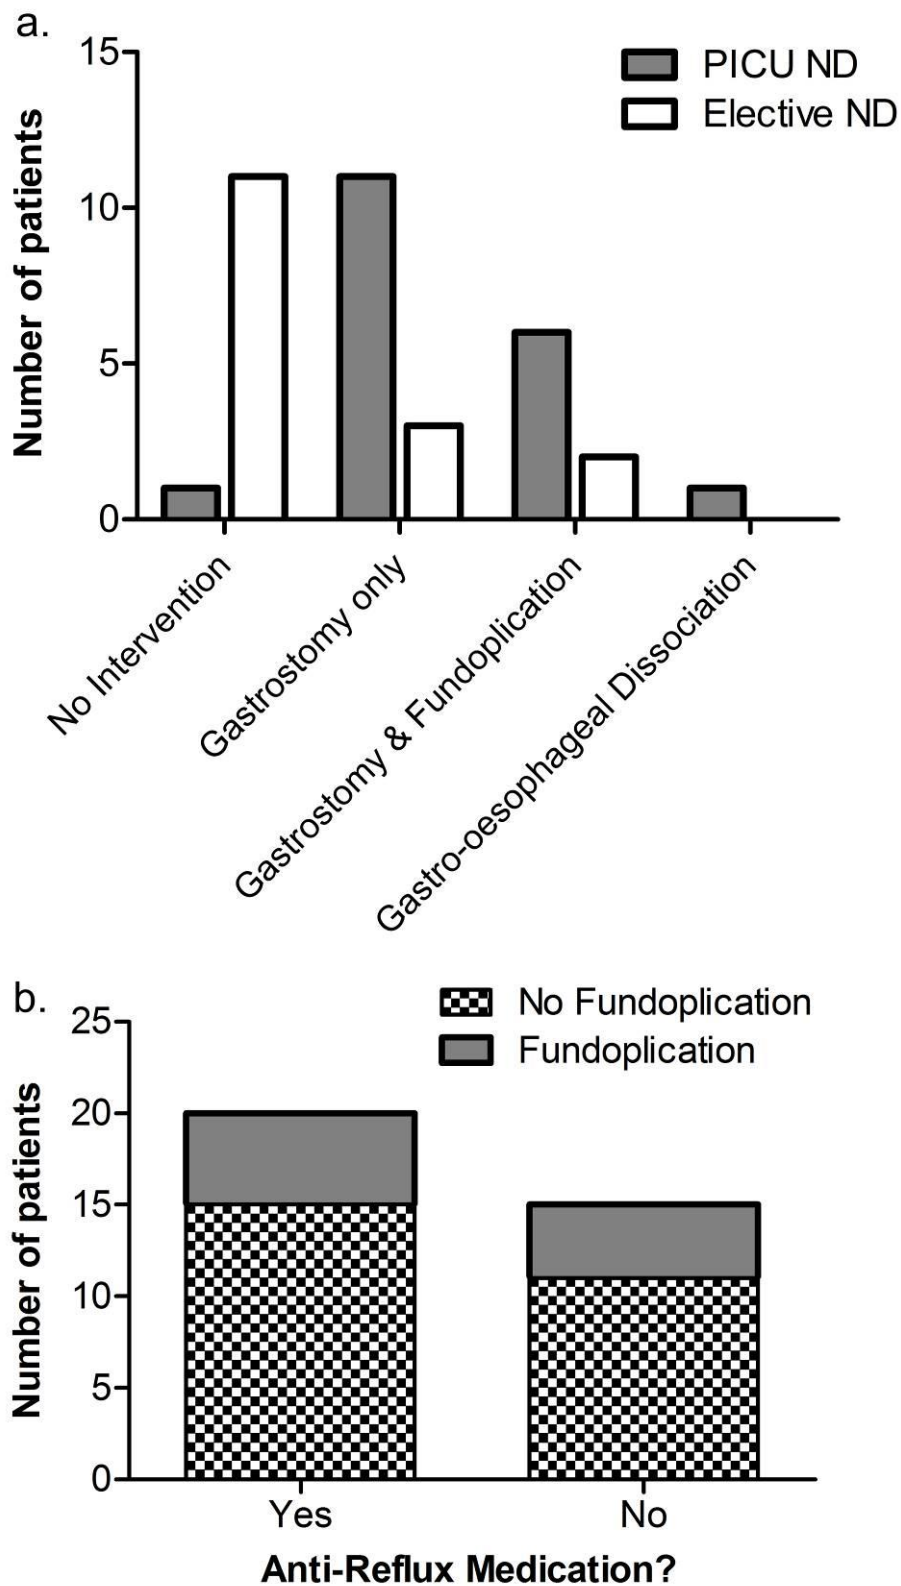 a.
15
10
5
0
Number of patients
PICU ND
Elective ND
No Intervention
Gastrostomy only
Gastrostomy & Fundoplication
Gastro-oesophageal Dissociation
b.
25
20
15
10
5
0
Number of patients
No Fundoplication
Fundoplication
Yes
No
Anti-Reflux Medication?